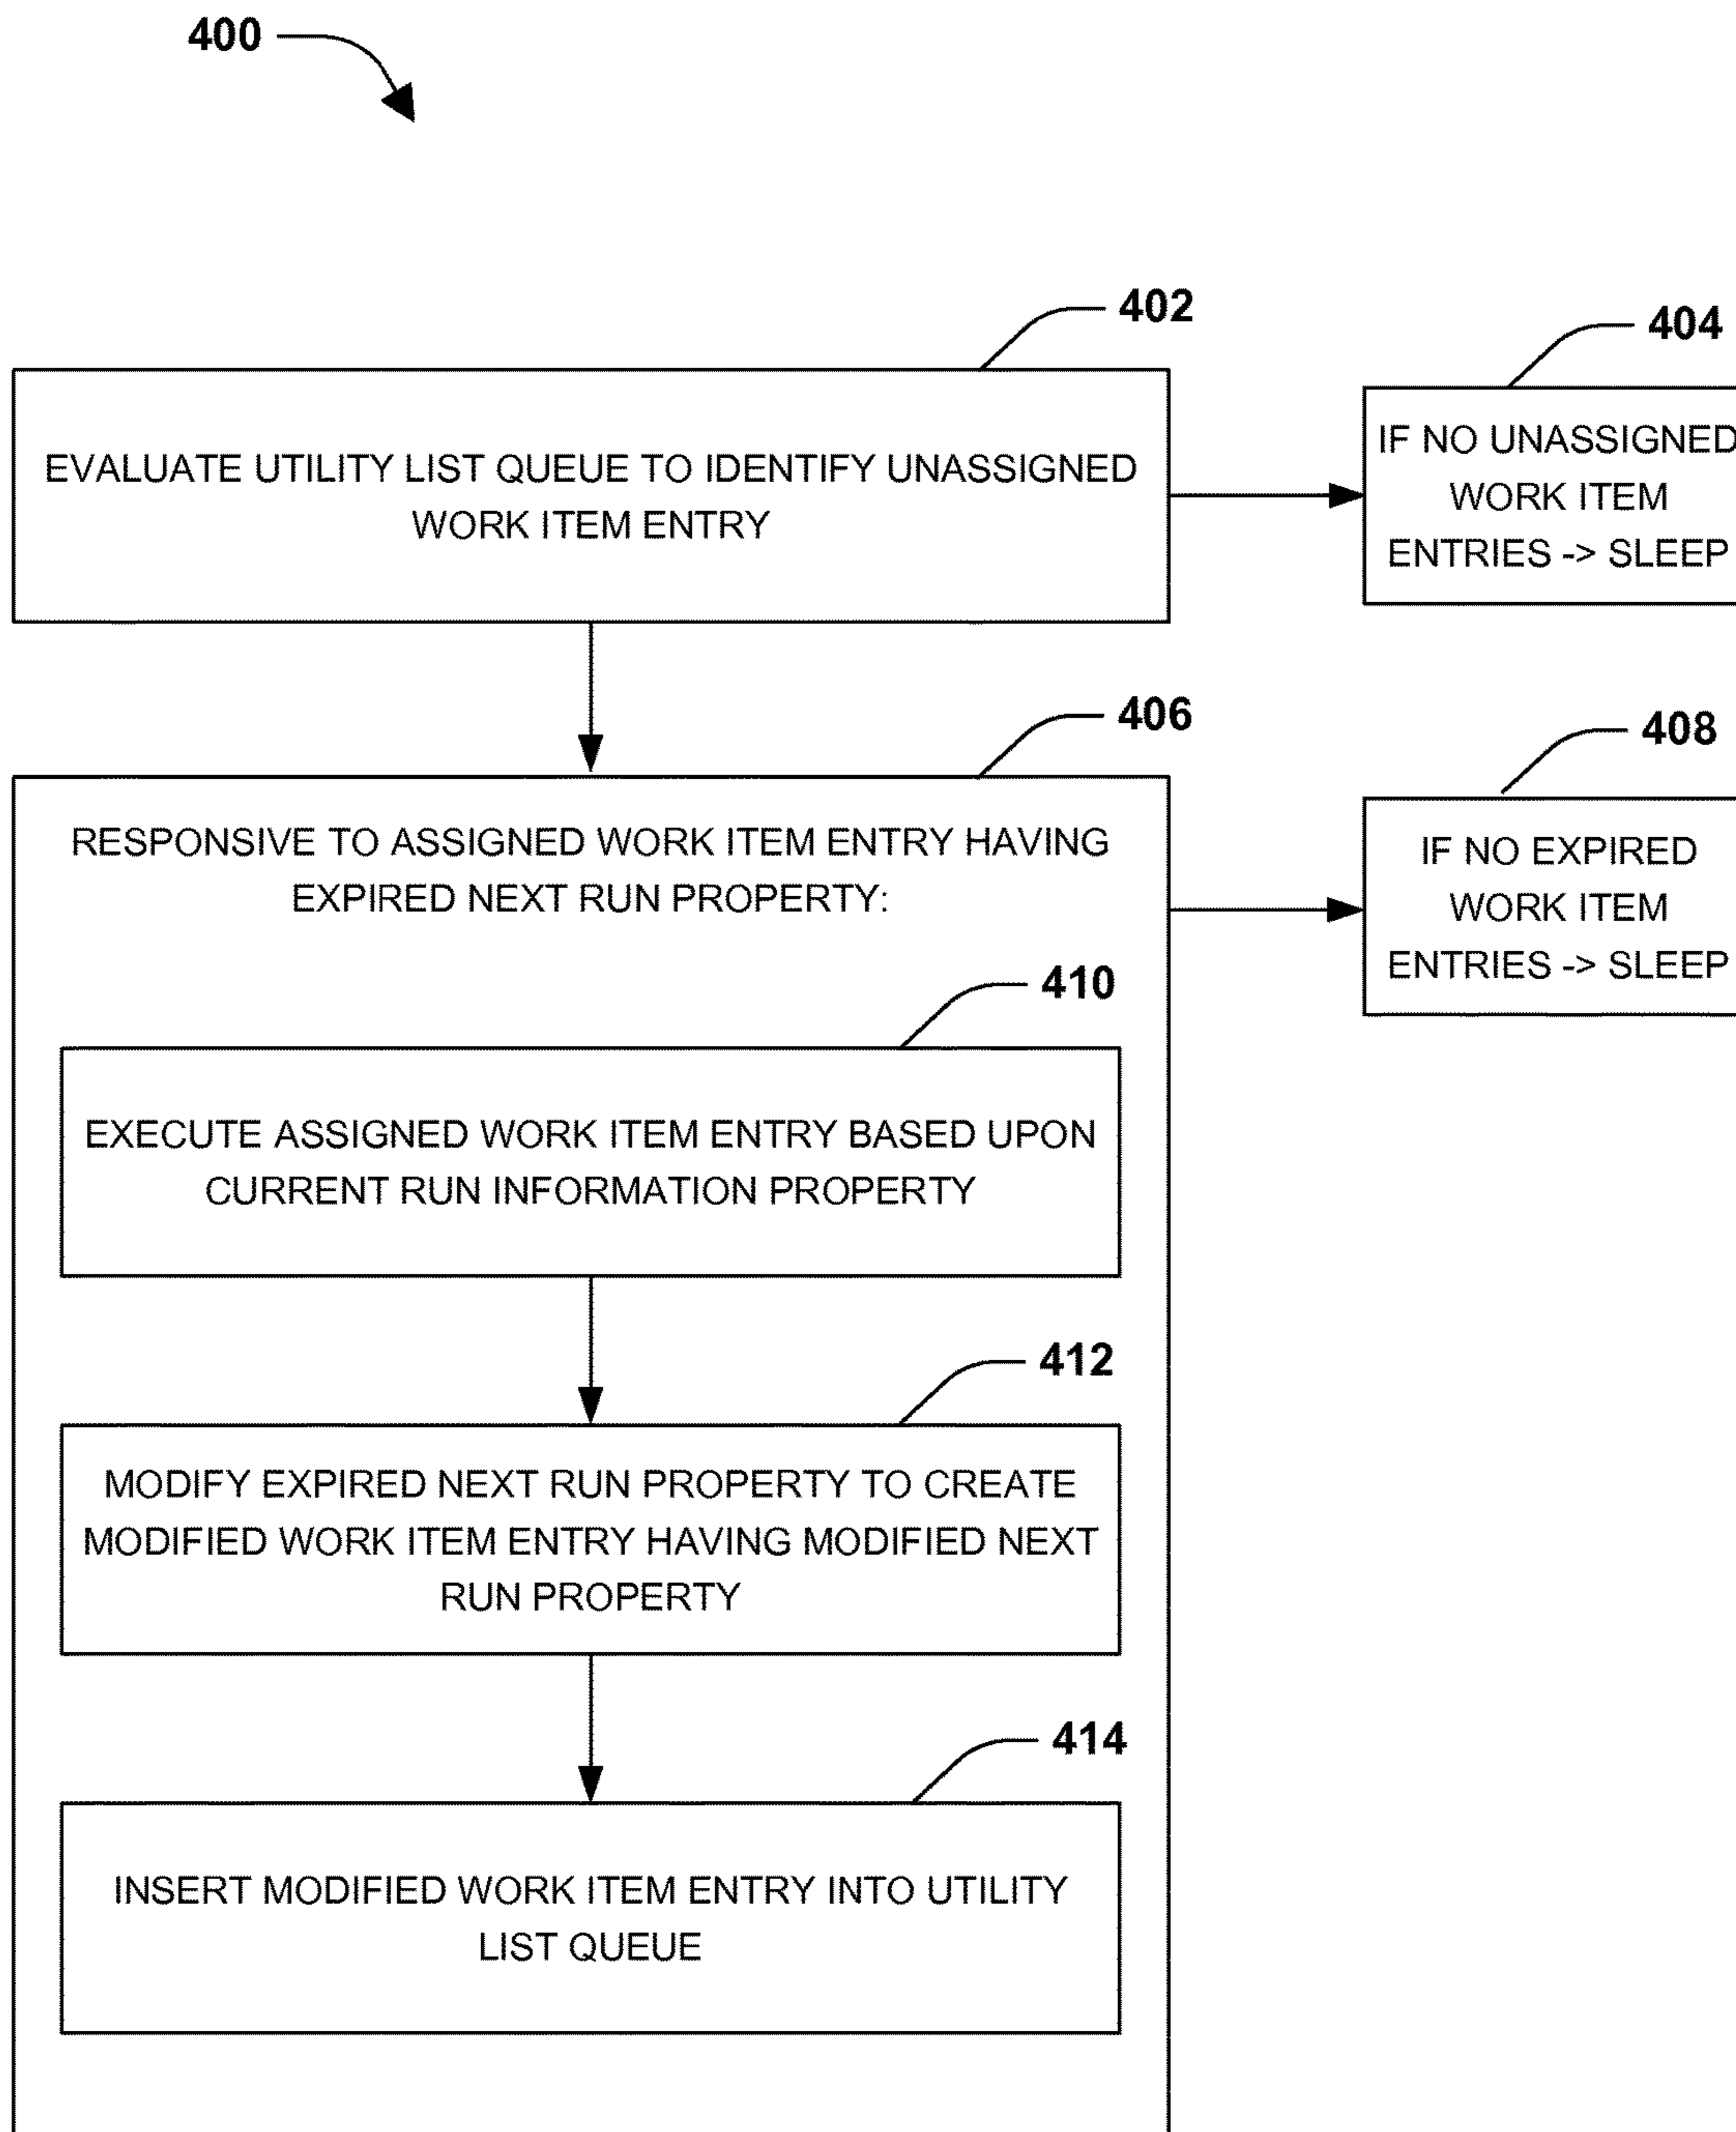 400
402
404
EVALUATE UTILITY LIST QUEUE TO IDENTIFY UNASSIGNED
WORK ITEM ENTRY
IF NO UNASSIGNED
WORK ITEM
ENTRIES -> SLEEP
406
408
RESPONSIVE TO ASSIGNED WORK ITEM ENTRY HAVING
EXPIRED NEXT RUN PROPERTY:
IF NO EXPIRED
WORK ITEM
ENTRIES -> SLEEP
410
EXECUTE ASSIGNED WORK ITEM ENTRY BASED UPON
CURRENT RUN INFORMATION PROPERTY
412
MODIFY EXPIRED NEXT RUN PROPERTY TO CREATE
MODIFIED WORK ITEM ENTRY HAVING MODIFIED NEXT
RUN PROPERTY
414
INSERT MODIFIED WORK ITEM ENTRY INTO UTILITY
LIST QUEUE